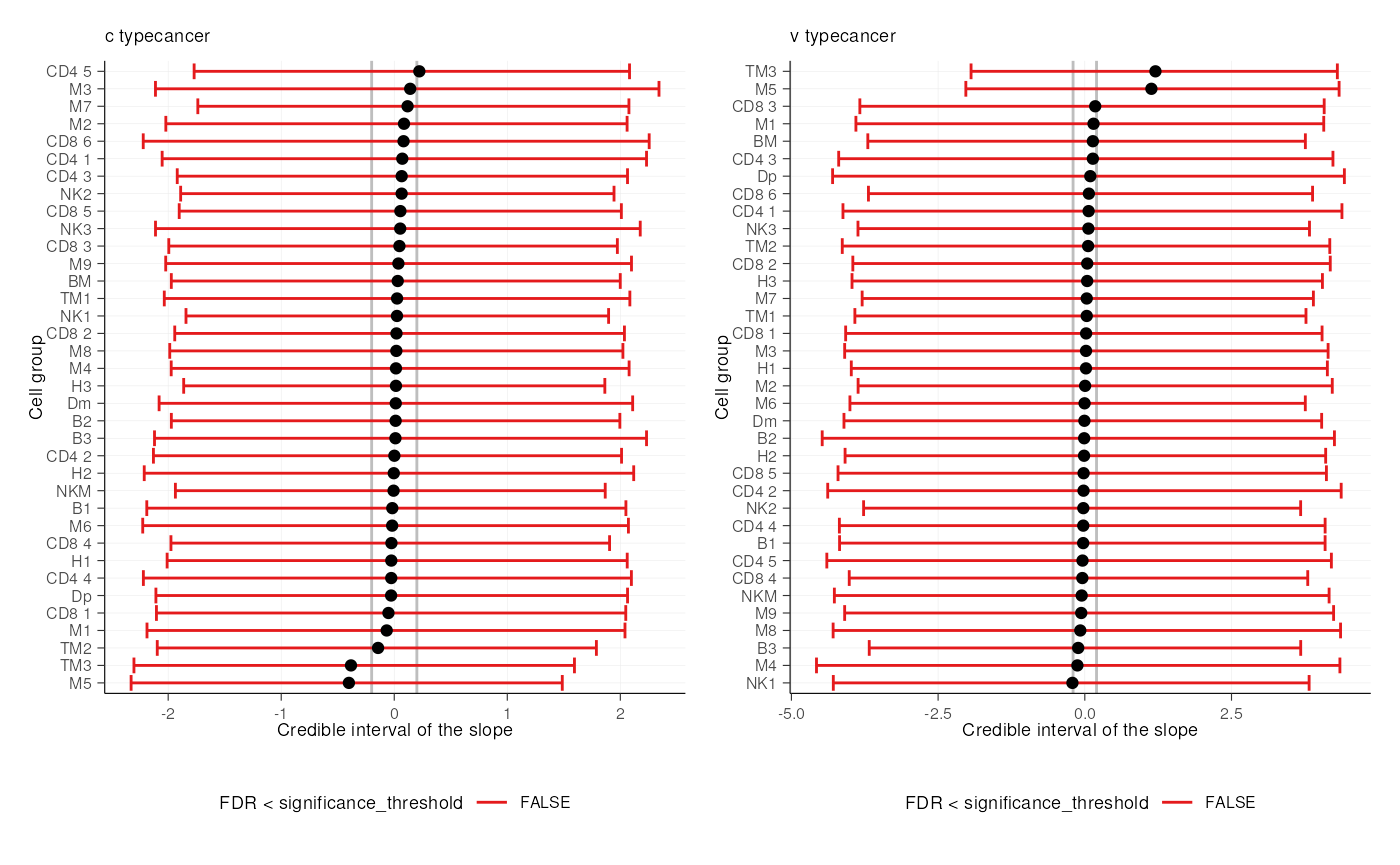 c typecancer
CD4 5
M3
M7
M2
CD8 6
CD4 1
CD4 3
NK2
CD8 5
NK3
CD8 3
M9
BM
TM1
NK1
CD8 2
M8
M4
H3
Dm
B2
B3
CD4 2
H2
NKM
B1
M6
CD8 4
H1
CD4 4
Dp
CD8 1
M1
TM2
TM3
M5
Cell group
-2 -1 0 1 2
Credible interval of the slope
FDR < significance_threshold FALSE
v typecancer
TM3
M5
CD8 3
M1
BM
CD4 3
Dp
CD8 6
CD4 1
NK3
TM2
CD8 2
H3
M7
TM1
CD8 1
M3
H1
M2
M6
Dm
B2
H2
CD8 5
CD4 2
NK2
CD4 4
B1
CD4 5
CD8 4
NKM
M9
M8
B3
M4
NK1
Cell group
-5.0 -2.5 0.0 2.5
Credible interval of the slope
FDR < significance_threshold FALSE